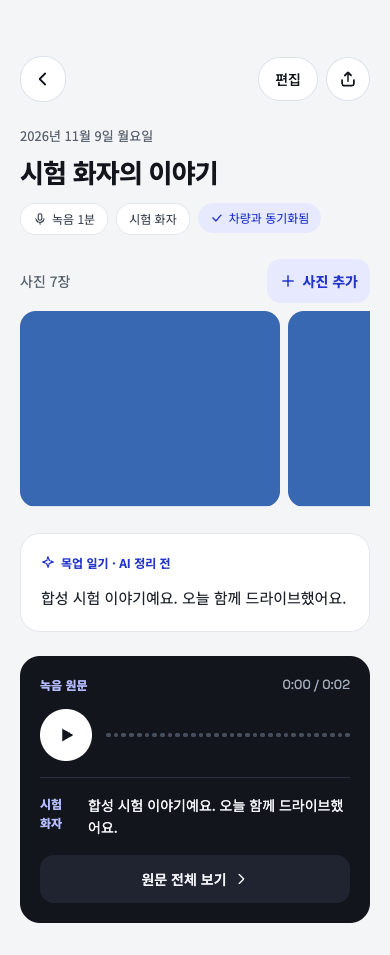 편집
2026년 11월 9일 월요일
시험 화자의 이야기
녹음 1분
시험 화자
차량과 동기화됨
사진 7장
사진 추가
목업 일기 · AI 정리 전
합성 시험 이야기예요. 오늘 함께 드라이브했어요.
녹음 원문
0:00 / 0:02
시험
화자
합성 시험 이야기예요. 오늘 함께 드라이브했
어요.
원문 전체 보기